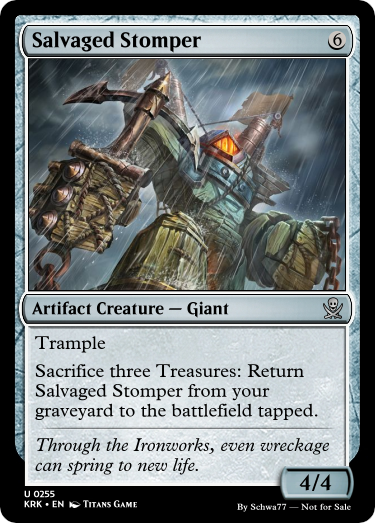 Salvaged Stomper 6
Artifact Creature — Giant
Trample
Sacrifice three Treasures: Return
Salvaged Stomper from your
graveyard to the battlefield tapped.
Through the Ironworks, even wreckage
can spring to new life.
4/4
U 0255
KRK • EN Titans Game
By Schwa77 — Not for Sale